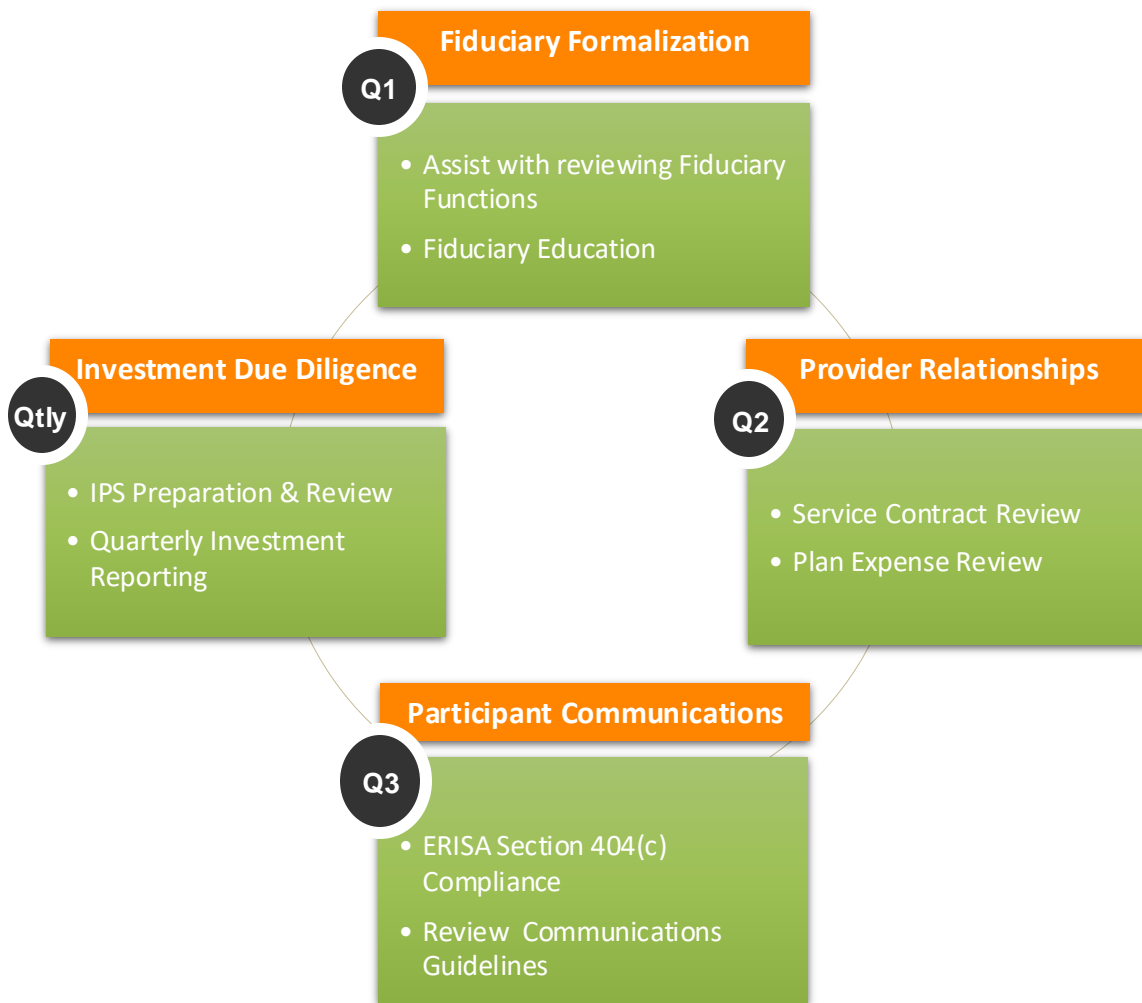 Fiduciary Formalization
Q1
• Assist with reviewing Fiduciary
Functions
• Fiduciary Education
Provider Relationships
Q2
• Service Contract Review
• Plan Expense Review
Participant Communications
Q3
• ERISA Section 404(c)
Compliance
• Review Communications
Guidelines
Investment Due Diligence
Qtly
• IPS Preparation & Review
• Quarterly Investment
Reporting